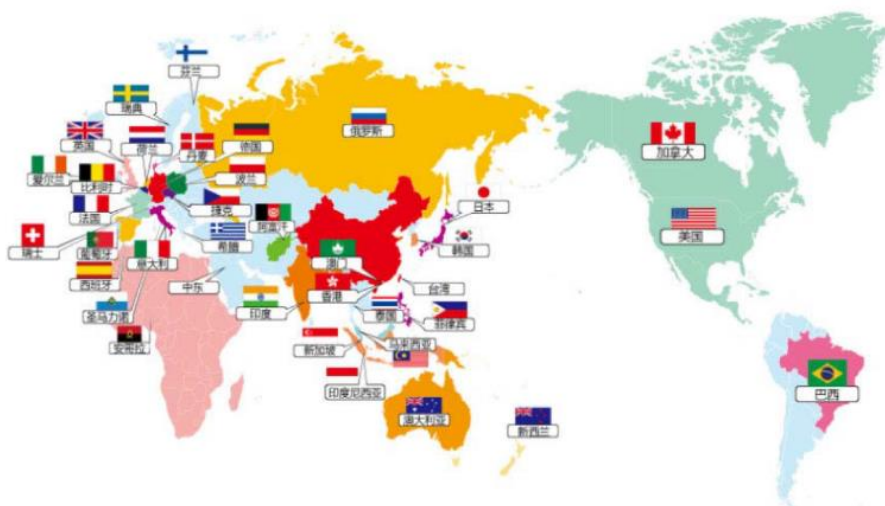 芬兰
瑞典
俄罗斯
英国
荷兰
丹麦
德国
加拿大
爱尔兰
比利时
波兰
法国
捷克
日本
瑞士
葡萄牙
意大利
希腊
阿富汗
澳门
韩国
美国
西班牙
中东
香港
台湾
圣马力诺
印度
泰国
菲律宾
安哥拉
新加坡
马来西亚
印度尼西亚
澳大利亚
新西兰
巴西